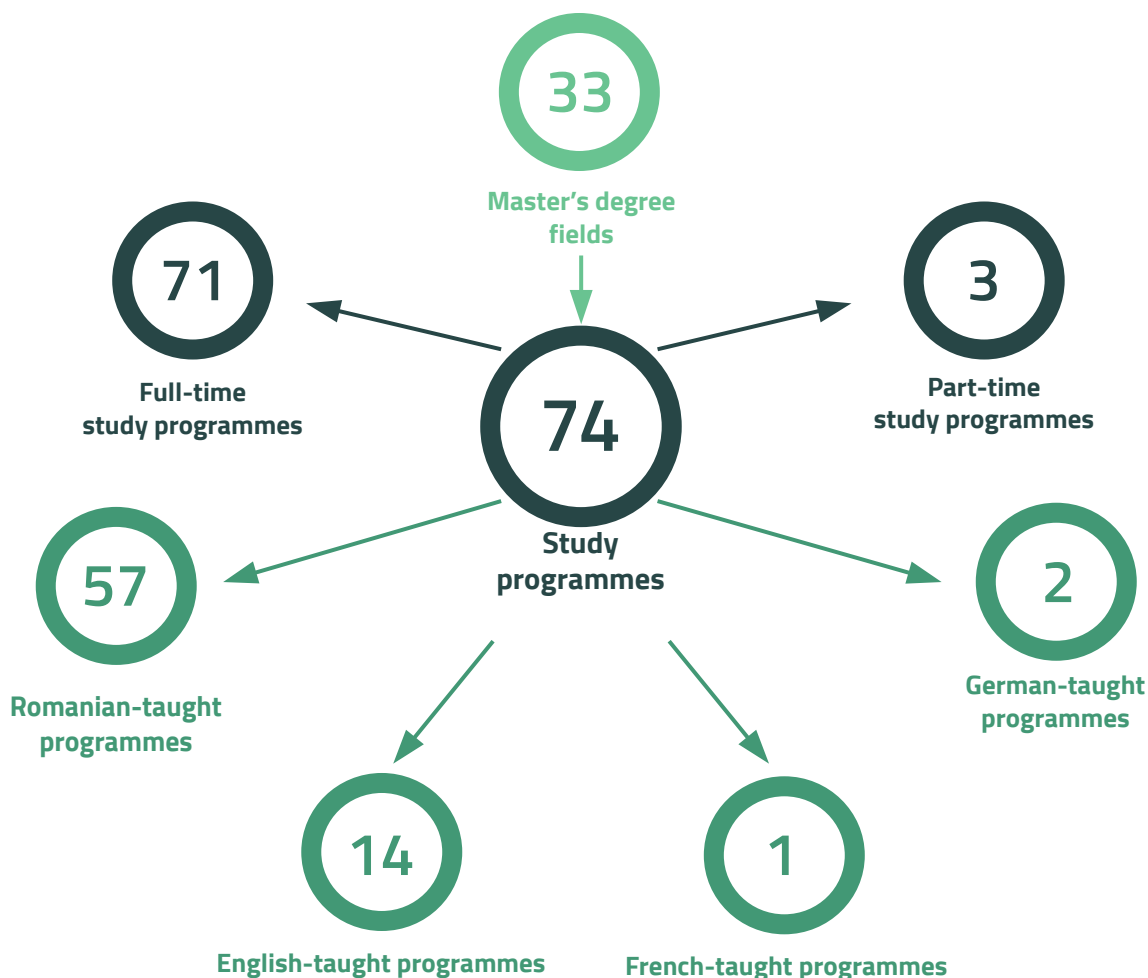 33
Master's degree
fields
71
Full-time
study programmes
3
Part-time
study programmes
74
Study
programmes
57
Romanian-taught
programmes
2
German-taught
programmes
14
English-taught programmes
1
French-taught programmes